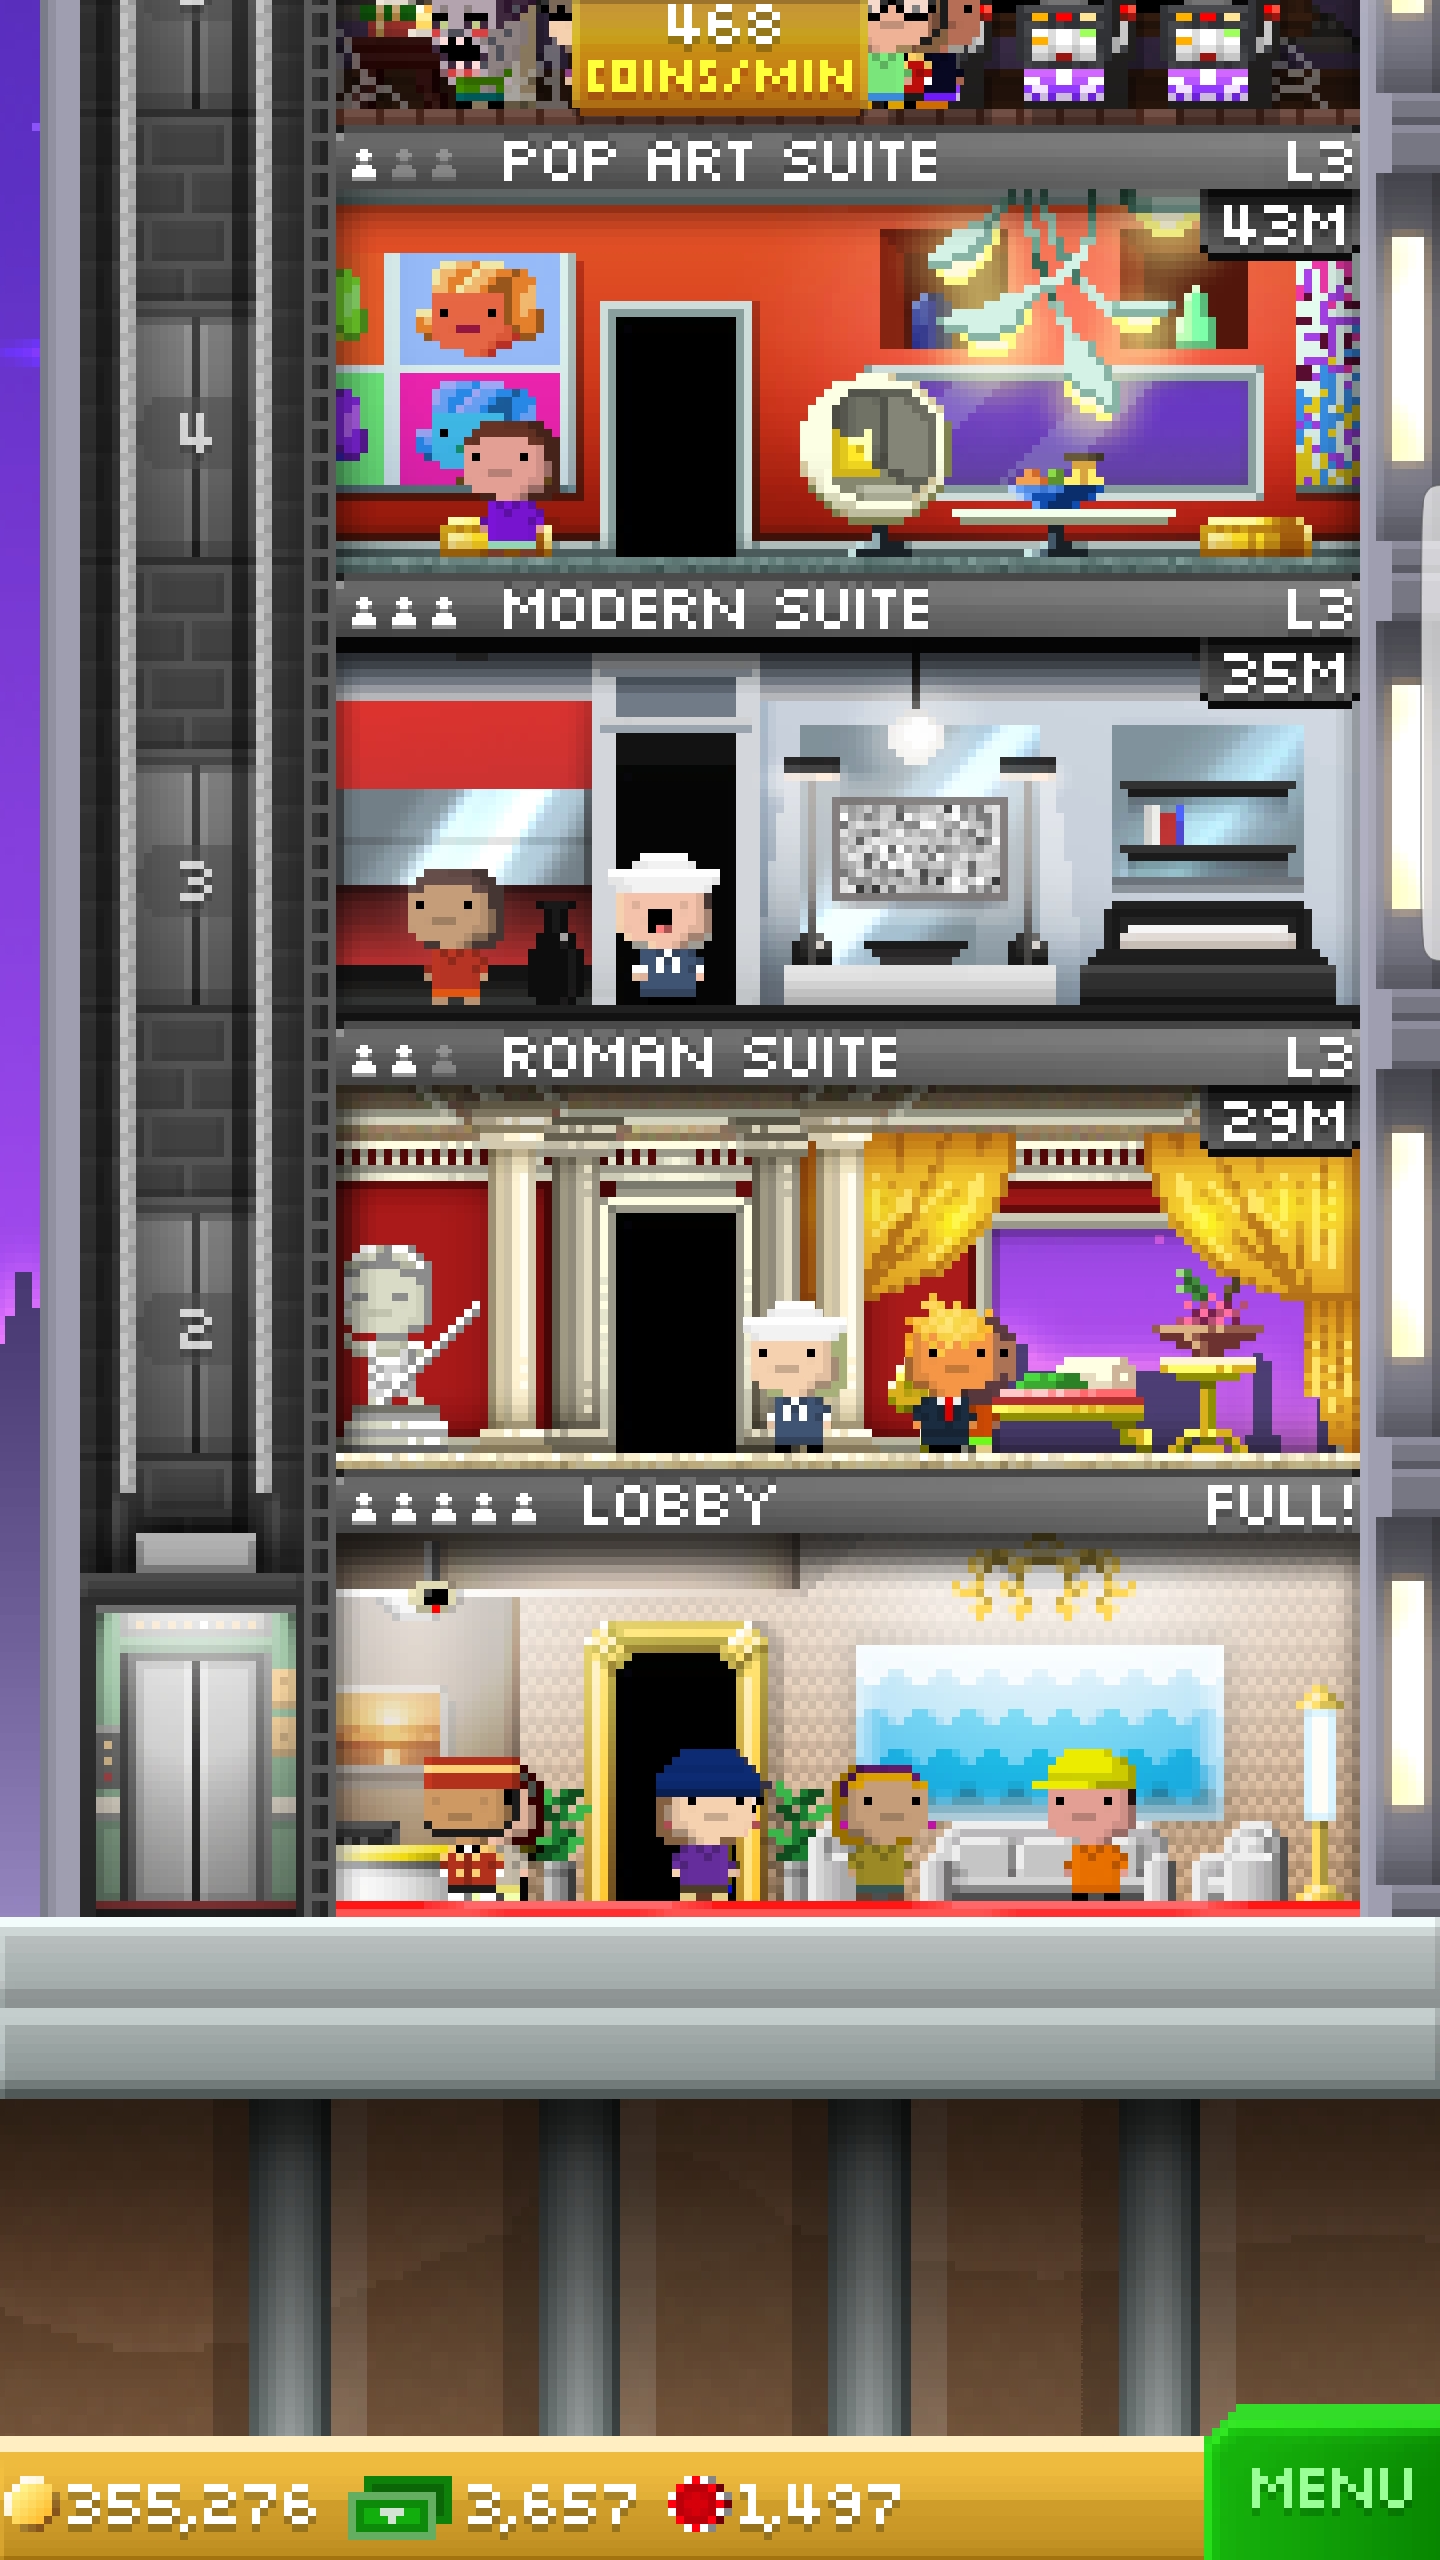 468
COINS/MIN
POP ART SUITE L3
43M
4
MODERN SUITE L3
35M
3
ROMAN SUITE L3
29M
2
LOBBY FULL!
355,276 3,657 1,497
MENU